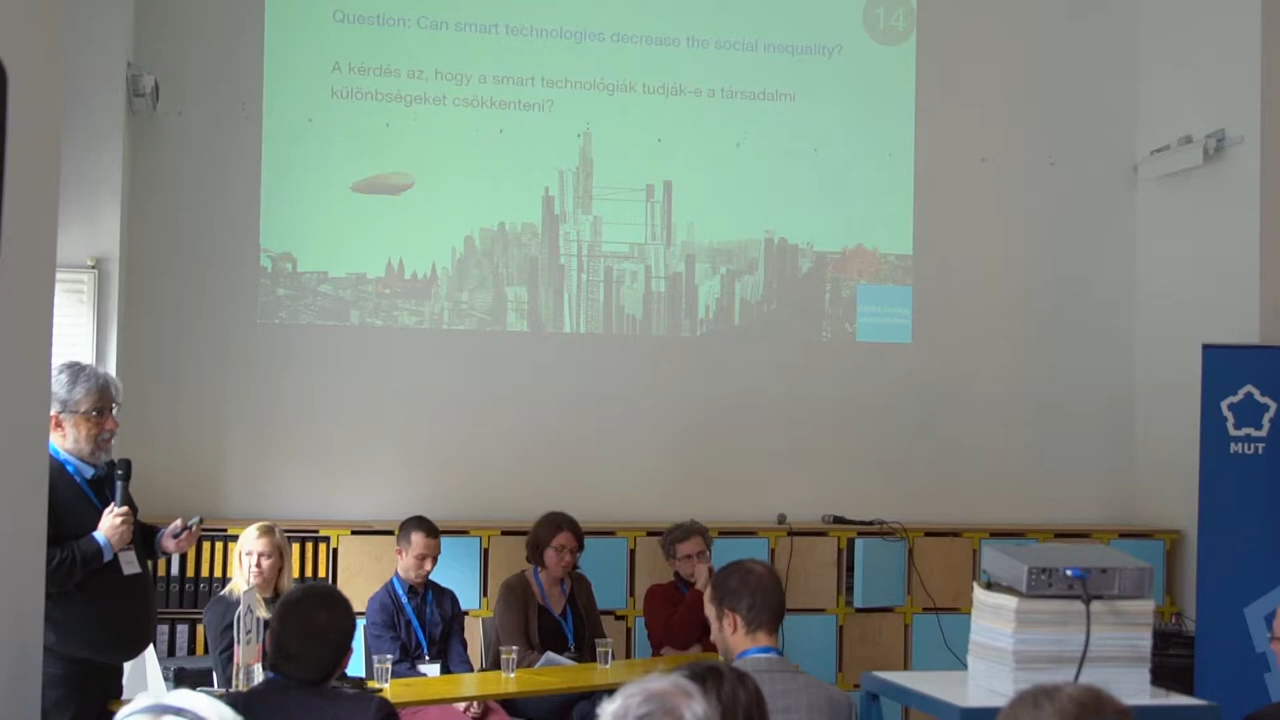 14
Question: Can smart technologies decrease the social inequality?
A kérdés az, hogy a smart technológiák tudják-e a társadalmi
különbségeket csökkenteni?
MUT